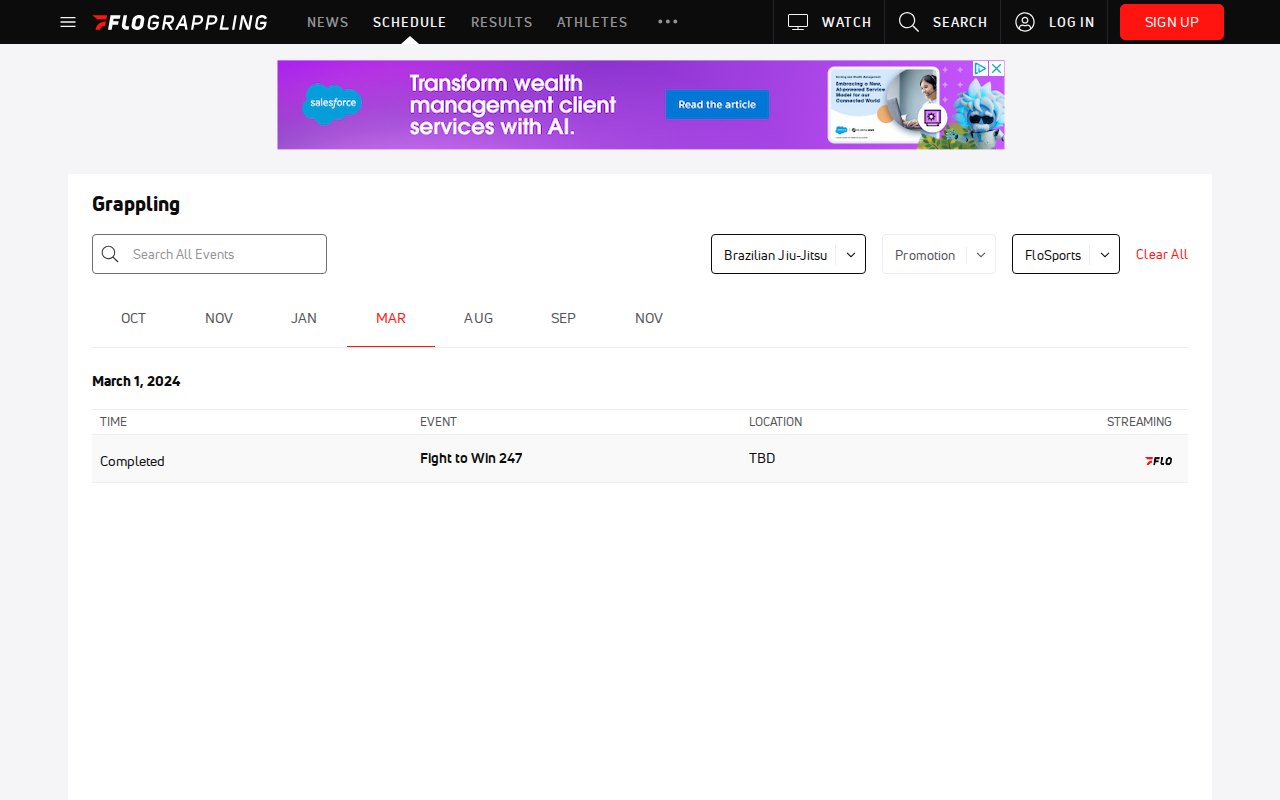 FLOGRAPPLING
NEWS
SCHEDULE
RESULTS
ATHLETES
WATCH
SEARCH
LOG IN
SIGN UP
salesforce
Transform wealth
management client
services with AI.
Read the article
Embracing a New,
AI-powered Service
Model for our
Connected World
Grappling
Search All Events
Brazilian Jiu-Jitsu
Promotion
FloSports
Clear All
OCT
NOV
JAN
MAR
AUG
SEP
NOV
March 1, 2024
TIME
EVENT
LOCATION
STREAMING
Completed
Fight to Win 247
TBD
FLO